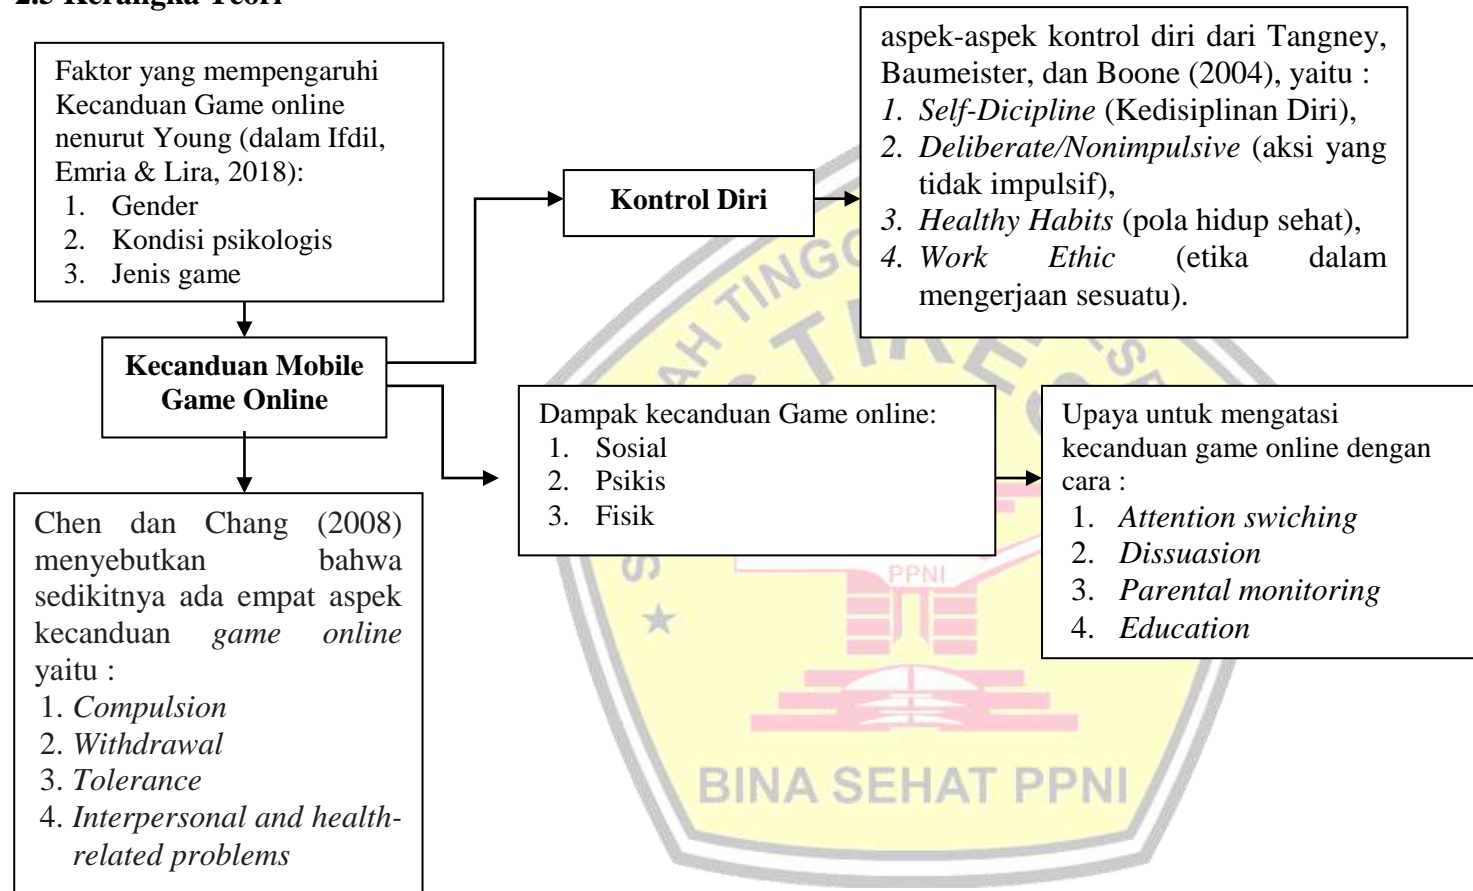 2.5 Kerangka Teori
Faktor yang mempengaruhi
Kecanduan Game online
nenurut Young (dalam Ifdil,
Emria & Lira, 2018):
1. Gender
2. Kondisi psikologis
3. Jenis game
Kontrol Diri
aspek-aspek kontrol diri dari Tangney,
Baumeister, dan Boone (2004), yaitu :
1. Self-Dicipline (Kedisiplinan Diri),
2. Deliberate/Nonimpulsive (aksi yang
tidak impulsif),
3. Healthy Habits (pola hidup sehat),
4. Work Ethic (etika dalam
mengerjaan sesuatu).
Kecanduan Mobile
Game Online
Dampak kecanduan Game online:
1. Sosial
2. Psikis
3. Fisik
Upaya untuk mengatasi
kecanduan game online dengan
cara :
1. Attention swiching
2. Dissuasion
3. Parental monitoring
4. Education
Chen dan Chang (2008)
menyebutkan bahwa
sedikitnya ada empat aspek
kecanduan game online
yaitu :
1. Compulsion
2. Withdrawal
3. Tolerance
4. Interpersonal and health-
related problems
PPNI
BINA SEHAT PPNI